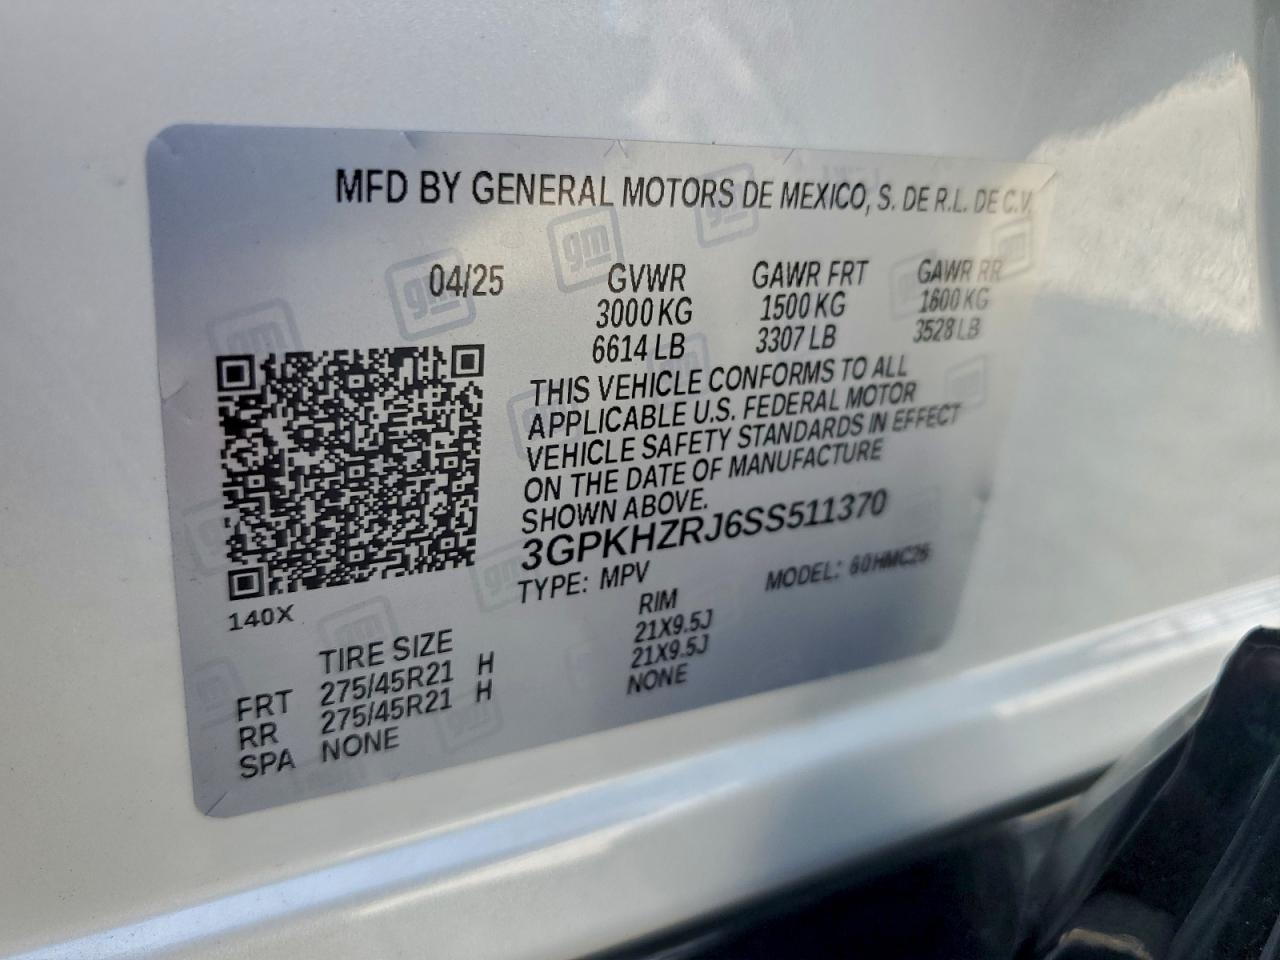 MFD BY GENERAL MOTORS DE MEXICO, S. DE R.L. DE C.V.
04/25 GVWR GAWR FRT GAWR RR
3000 KG 1500 KG 1600 KG
6614 LB 3307 LB 3528 LB
THIS VEHICLE CONFORMS TO ALL
APPLICABLE U.S. FEDERAL MOTOR
VEHICLE SAFETY STANDARDS IN EFFECT
ON THE DATE OF MANUFACTURE
SHOWN ABOVE.
3GPKHZRJ6SS511370
TYPE: MPV MODEL: 60HMC26
140X
TIRE SIZE RIM
FRT 275/45R21 H 21X9.5J
RR 275/45R21 H 21X9.5J
SPA NONE NONE